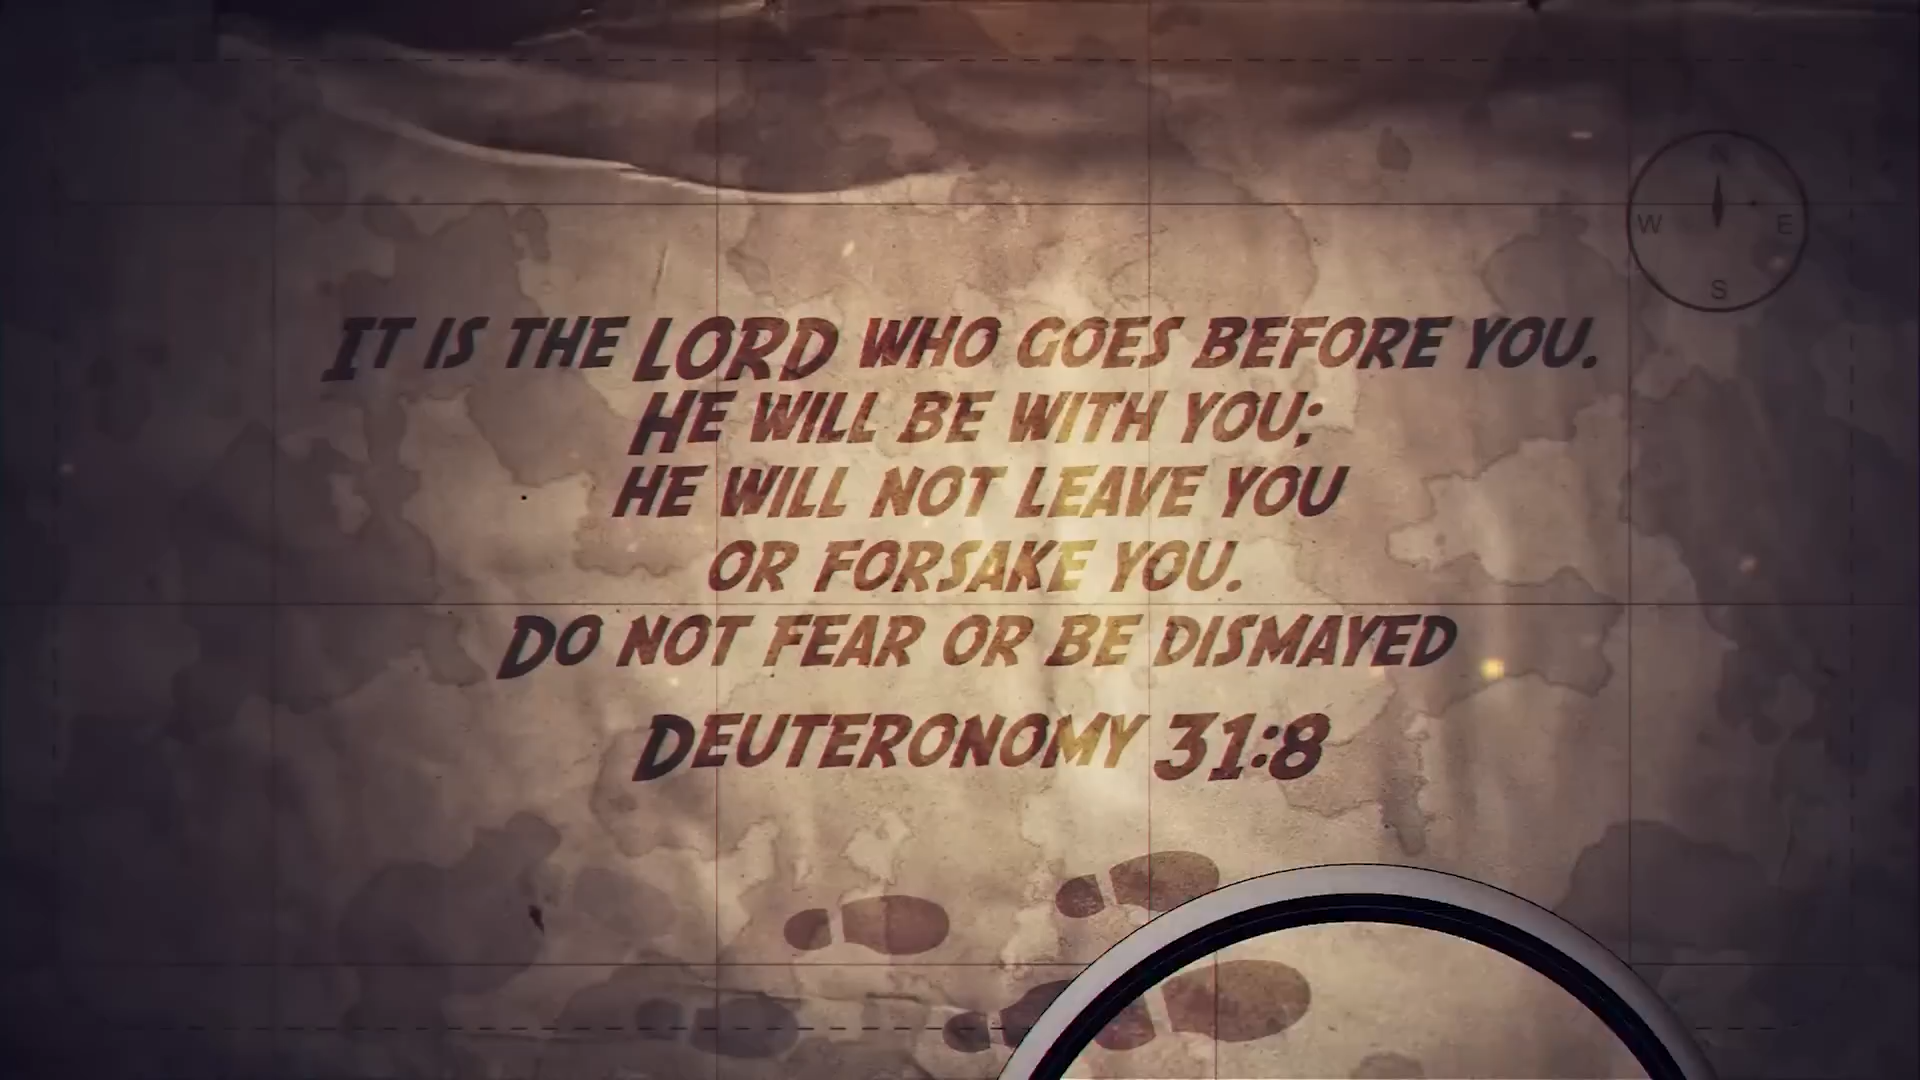 IT IS THE LORD WHO GOES BEFORE YOU.
HE WILL BE WITH YOU;
HE WILL NOT LEAVE YOU
OR FORSAKE YOU.
DO NOT FEAR OR BE DISMAYED
DEUTERONOMY 31:8
N
W E
S